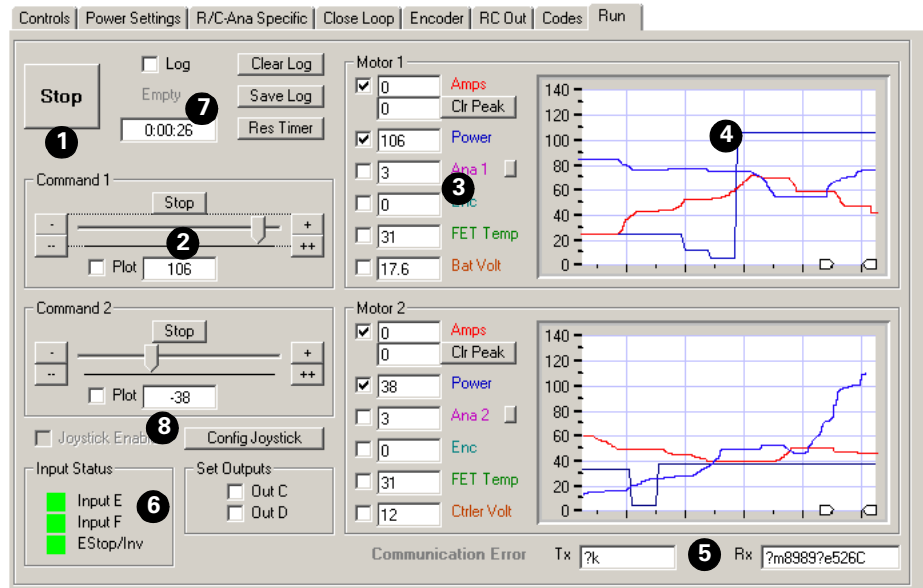 Controls Power Settings R/C-Ana Specific Close Loop Encoder RC Out Codes Run
Stop
1
Log
Empty
7
0:00:26
Clear Log
Save Log
Res Timer
Command 1
Stop
-
+
--
++
2
Plot 106
Command 2
Stop
-
+
--
++
Plot -38
8
Joystick Enabl
Config Joystick
Input Status
Input E
Input F
EStop/Inv
6
Set Outputs
Out C
Out D
Motor 1
0 Amps
0 Clr Peak
106 Power
3 Ana 1
3
0 Enc
31 FET Temp
17.6 Bat Volt
140
120
100
80
60
40
20
0
4
Motor 2
0 Amps
0 Clr Peak
38 Power
3 Ana 2
0 Enc
31 FET Temp
12 Ctrler Volt
140
120
100
80
60
40
20
0
Communication Error Tx ?k 5 Rx ?m8989?e526C